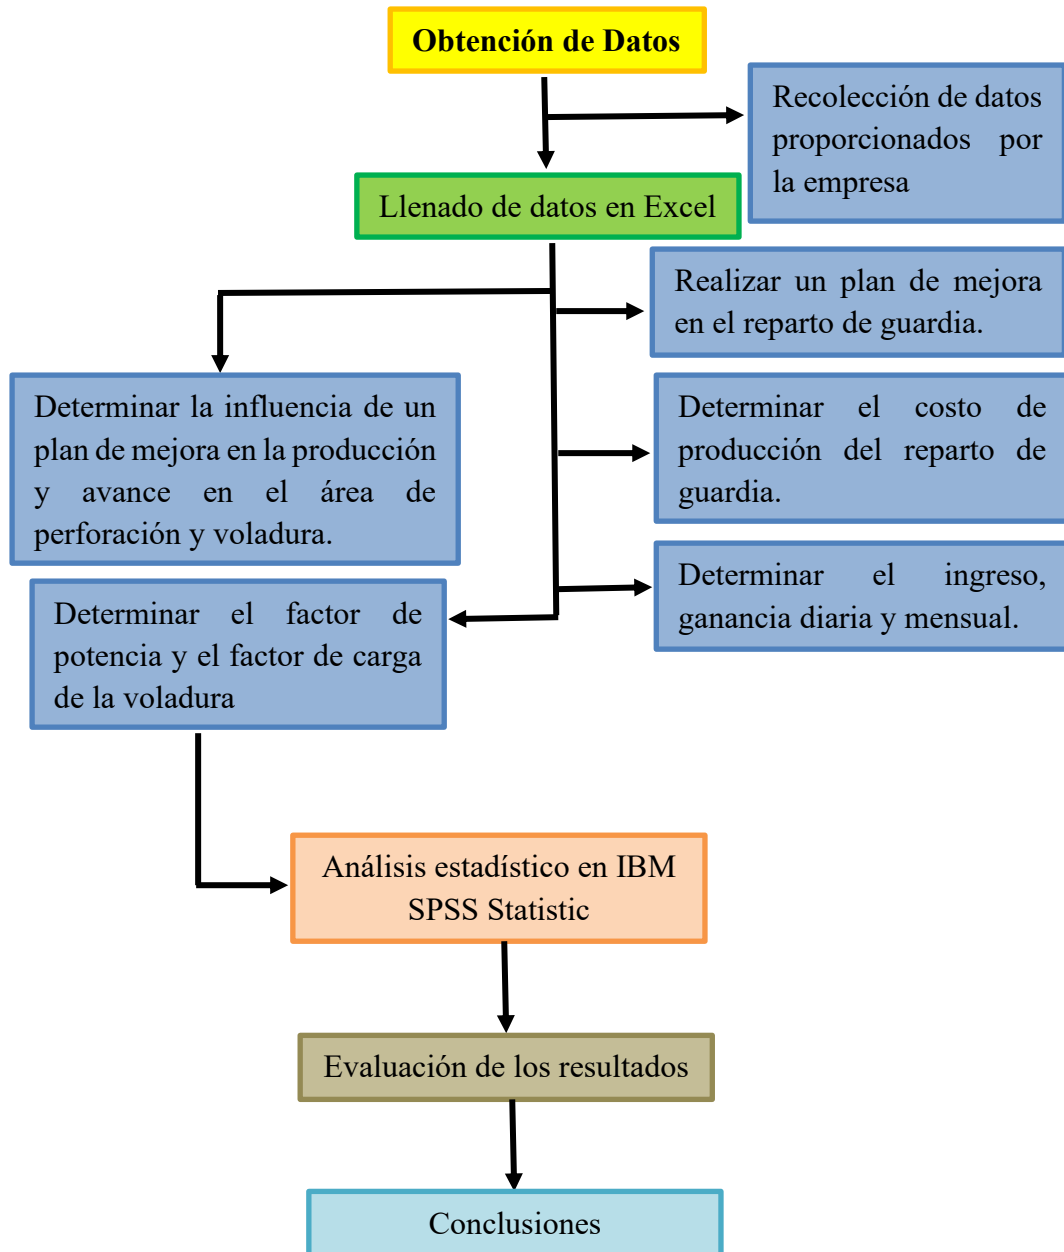 Obtención de Datos
Recolección de datos
proporcionados por
la empresa
Llenado de datos en Excel
Realizar un plan de mejora
en el reparto de guardia.
Determinar la influencia de un
plan de mejora en la producción
y avance en el área de
perforación y voladura.
Determinar el costo de
producción del reparto de
guardia.
Determinar el ingreso,
ganancia diaria y mensual.
Determinar el factor de
potencia y el factor de carga
de la voladura
Análisis estadístico en IBM
SPSS Statistic
Evaluación de los resultados
Conclusiones